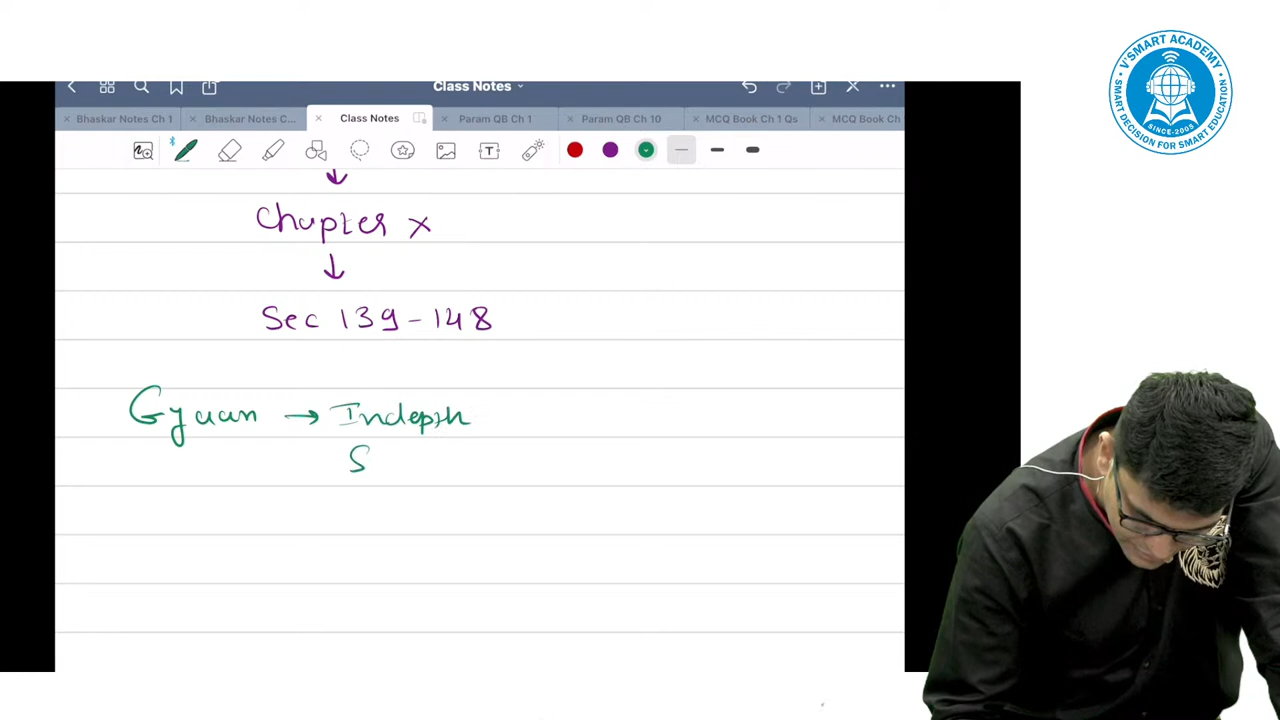 V'SMART ACADEMY
SINCE-2005
SMART DECISION FOR SMART EDUCATION
Class Notes
Bhaskar Notes Ch 1
Bhaskar Notes C...
Class Notes
Param QB Ch 1
Param QB Ch 10
MCQ Book Ch 1 Qs
MCQ Book Ch
T
Chapter X
Sec 139-148
Gyaan → Indepth
S